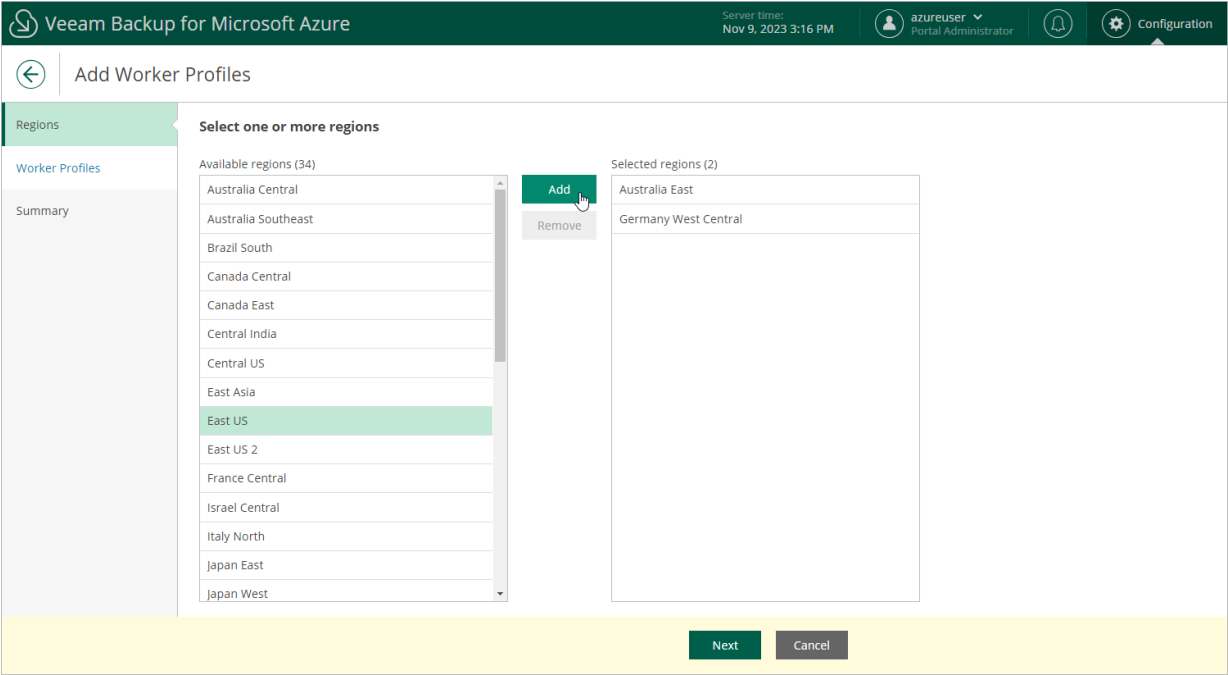 Veeam Backup for Microsoft Azure
Server time:
Nov 9, 2023 3:16 PM
azureuser
Portal Administrator
Configuration
Add Worker Profiles
Regions
Worker Profiles
Summary
Select one or more regions
Available regions (34)
Australia Central
Australia Southeast
Brazil South
Canada Central
Canada East
Central India
Central US
East Asia
East US
East US 2
France Central
Israel Central
Italy North
Japan East
Japan West
Add
Remove
Selected regions (2)
Australia East
Germany West Central
Next
Cancel